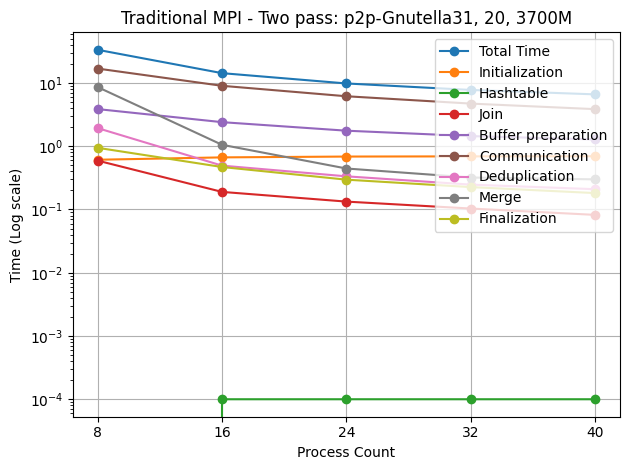 Traditional MPI - Two pass: p2p-Gnutella31, 20, 3700M
Total Time
Initialization
Hashtable
Join
Buffer preparation
Communication
Deduplication
Merge
Finalization
Time (Log scale)
10¹
10⁰
10⁻¹
10⁻²
10⁻³
10⁻⁴
8 16 24 32 40
Process Count